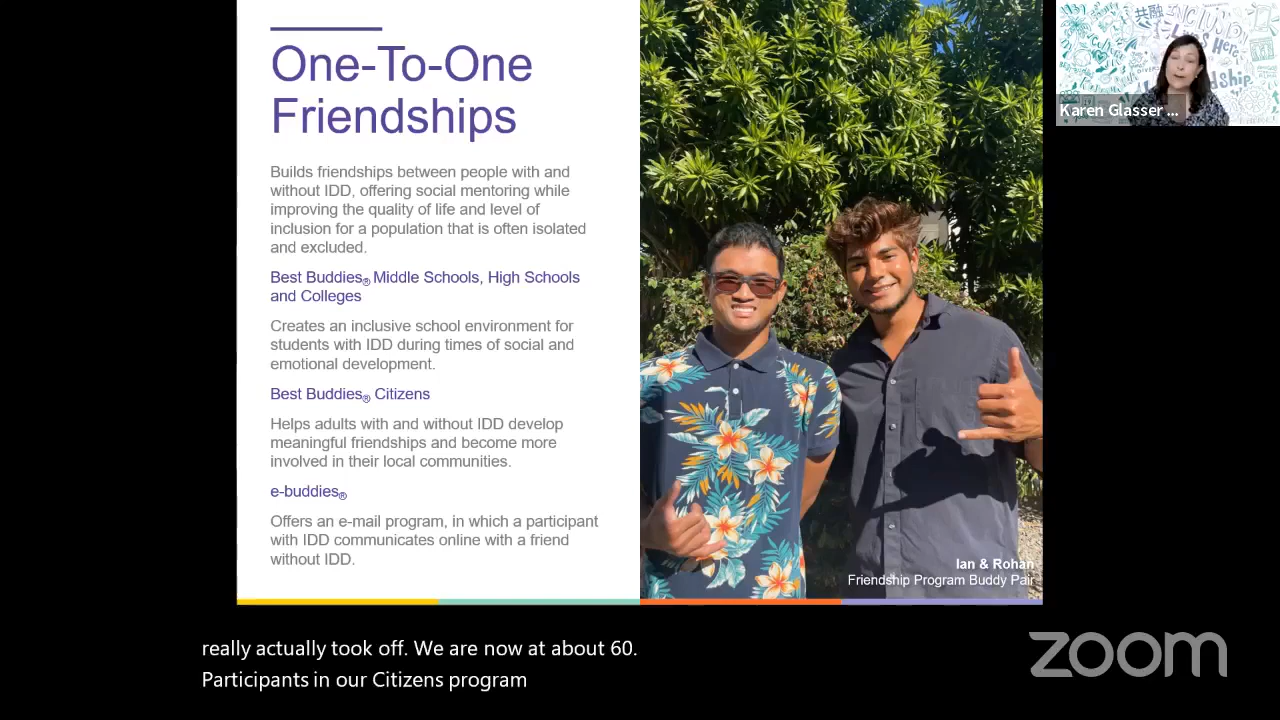 One-To-One
Friendships
Builds friendships between people with and
without IDD, offering social mentoring while
improving the quality of life and level of
inclusion for a population that is often isolated
and excluded.
Best Buddies® Middle Schools, High Schools
and Colleges
Creates an inclusive school environment for
students with IDD during times of social and
emotional development.
Best Buddies® Citizens
Helps adults with and without IDD develop
meaningful friendships and become more
involved in their local communities.
e-buddies®
Offers an e-mail program, in which a participant
with IDD communicates online with a friend
without IDD.
Ian & Rohan
Friendship Program Buddy Pair
共融 INCLUSION
Lives Here
Friendship
Karen Glasser ...
really actually took off. We are now at about 60.
Participants in our Citizens program
zoom